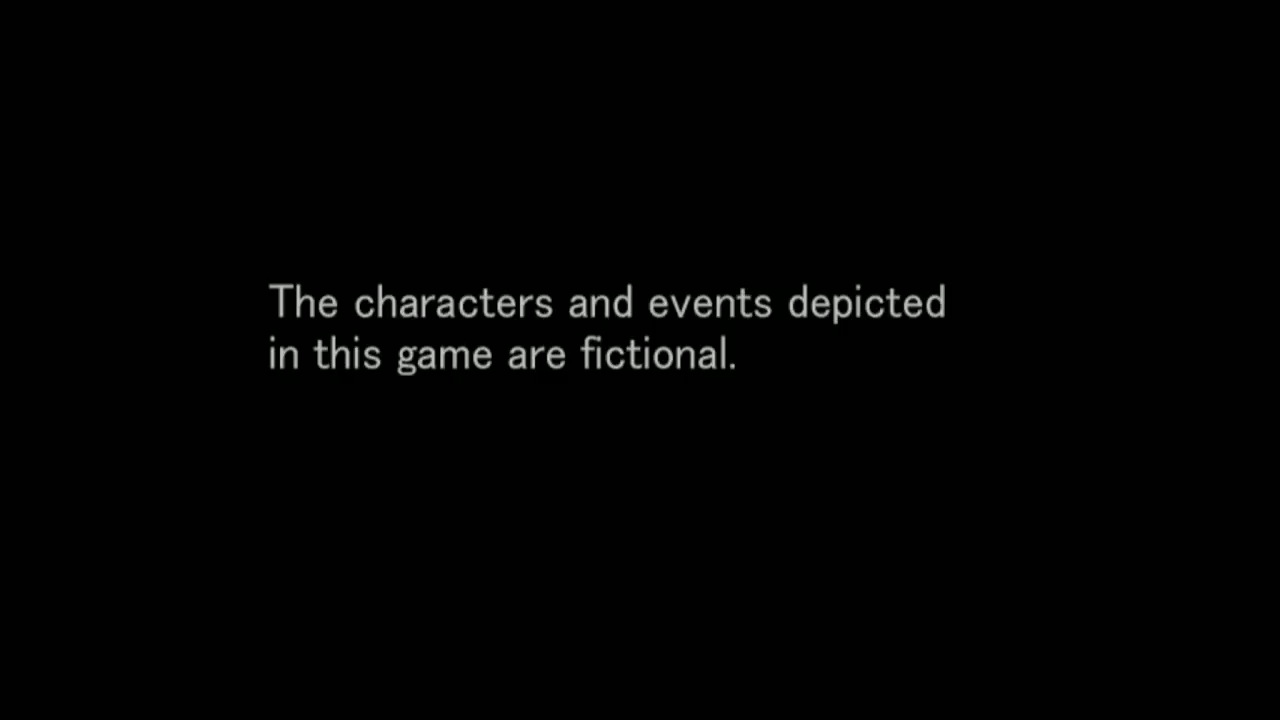 The characters and events depicted
in this game are fictional.